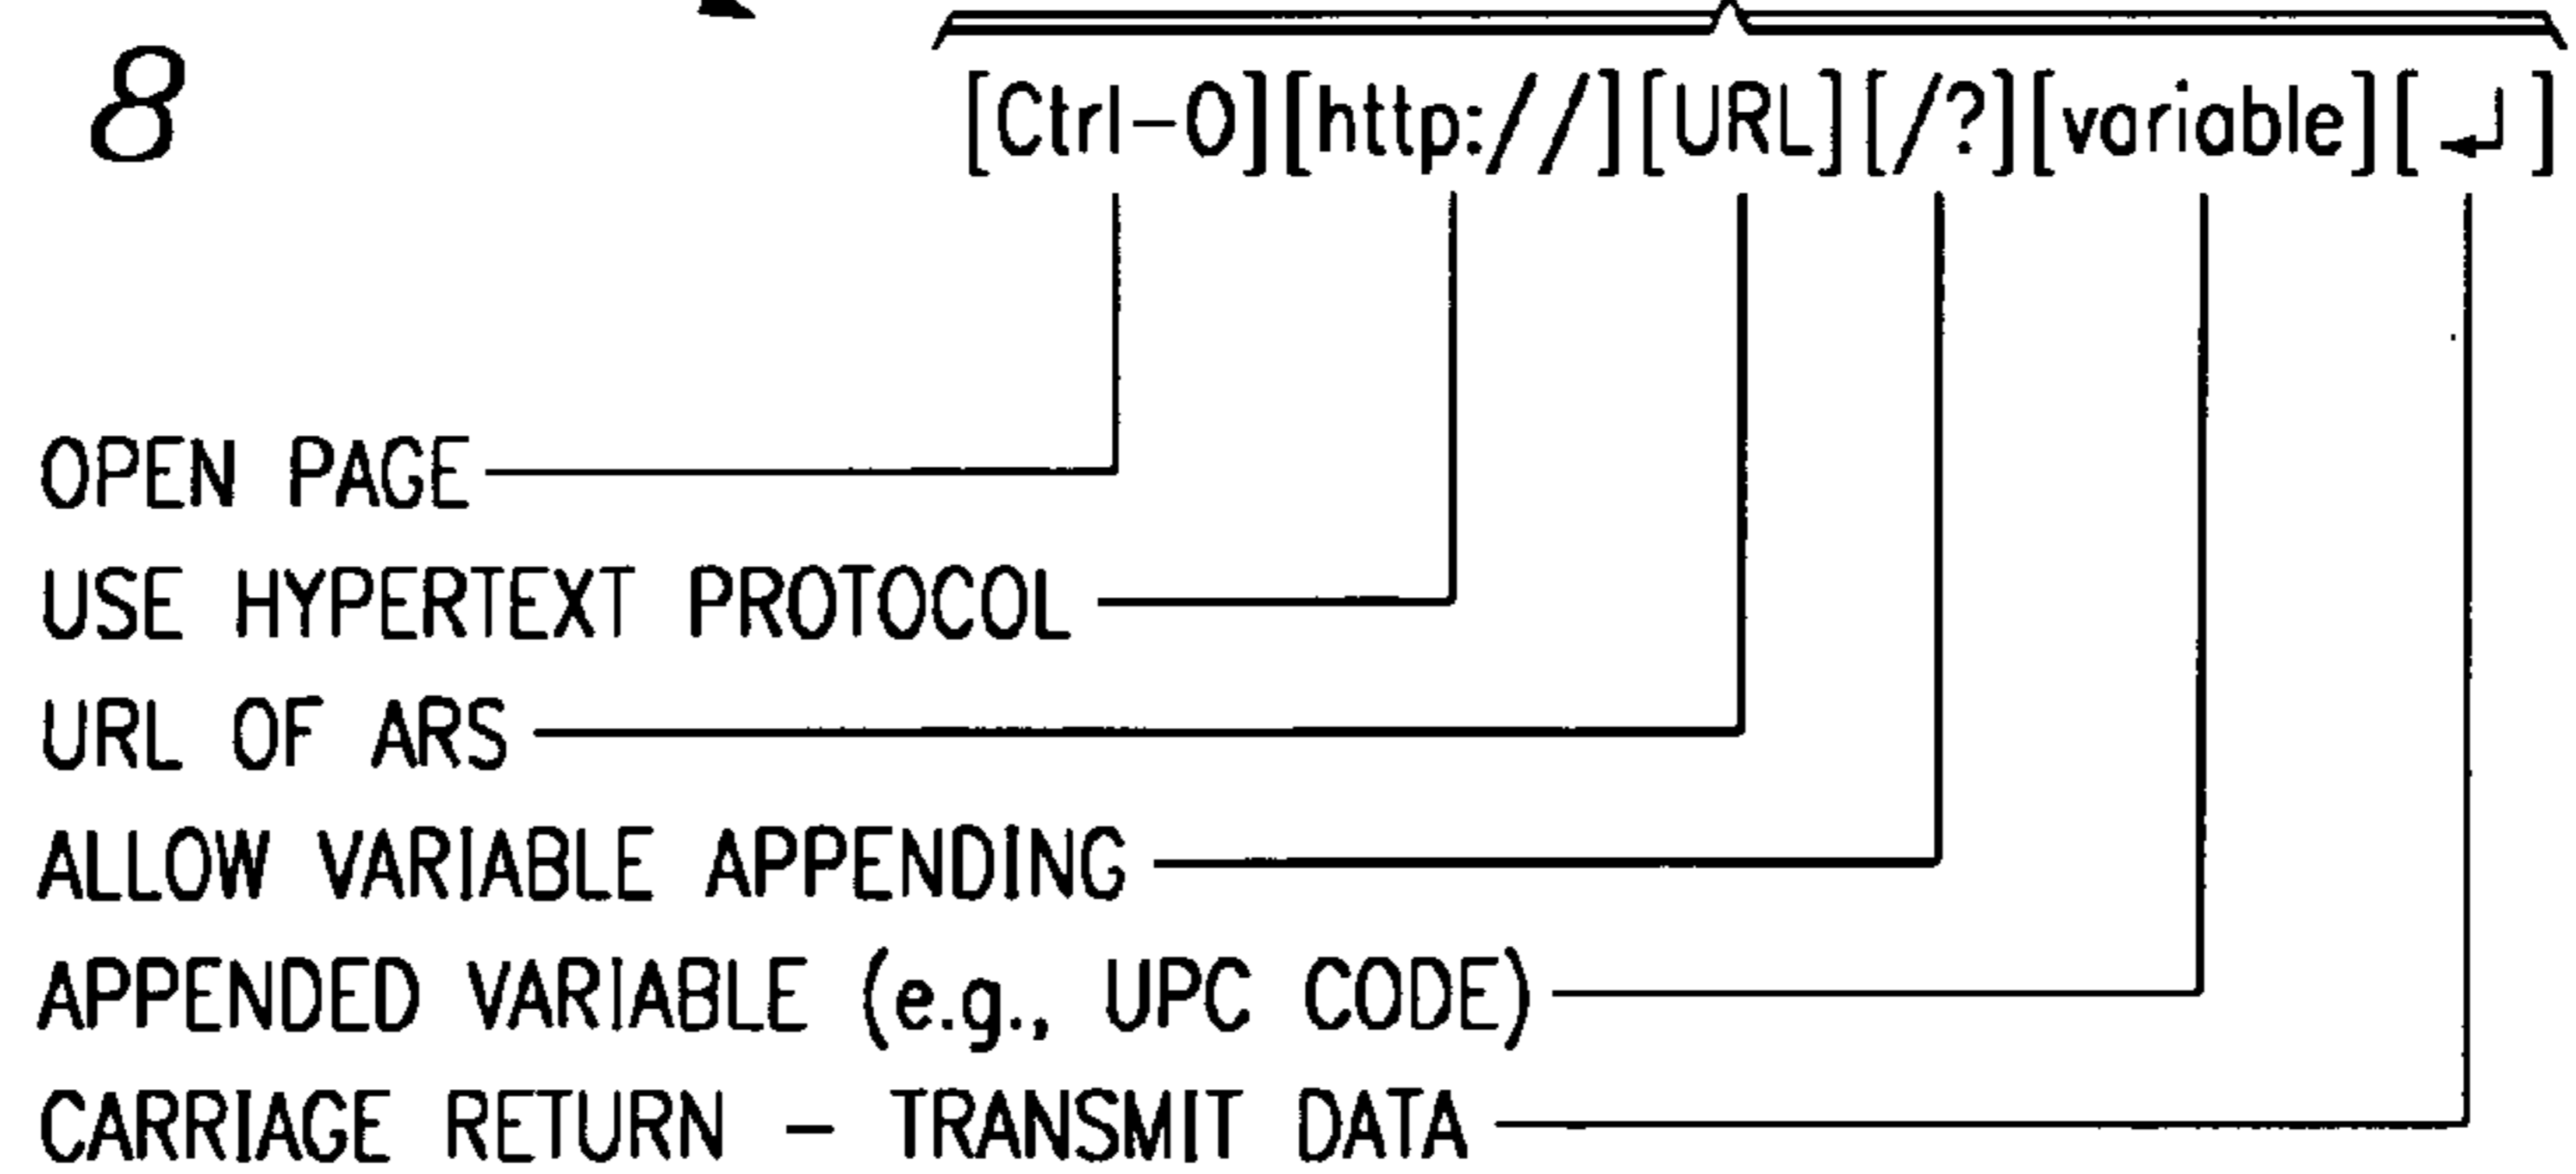 8
[Ctrl-O][http://][URL][/?][variable][↵]
OPEN PAGE
USE HYPERTEXT PROTOCOL
URL OF ARS
ALLOW VARIABLE APPENDING
APPENDED VARIABLE (e.g., UPC CODE)
CARRIAGE RETURN - TRANSMIT DATA